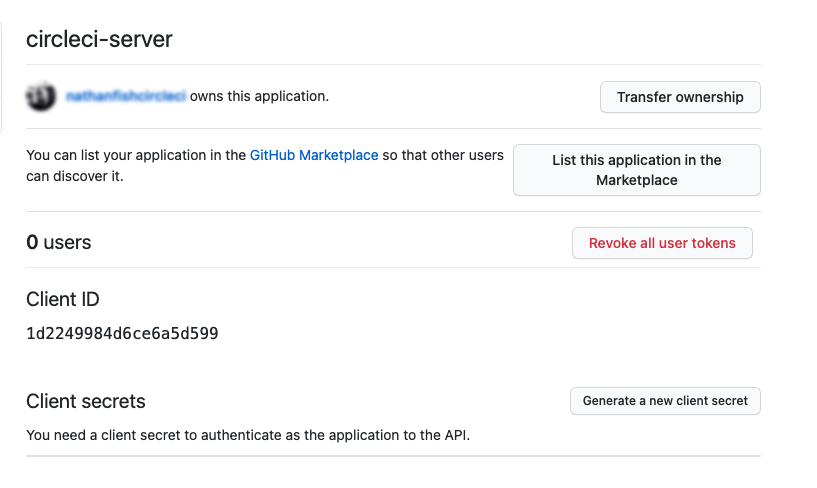 circleci-server
nathanfishcircleci owns this application.
Transfer ownership
You can list your application in the GitHub Marketplace so that other users
can discover it.
List this application in the
Marketplace
0 users
Revoke all user tokens
Client ID
1d2249984d6ce6a5d599
Client secrets
Generate a new client secret
You need a client secret to authenticate as the application to the API.